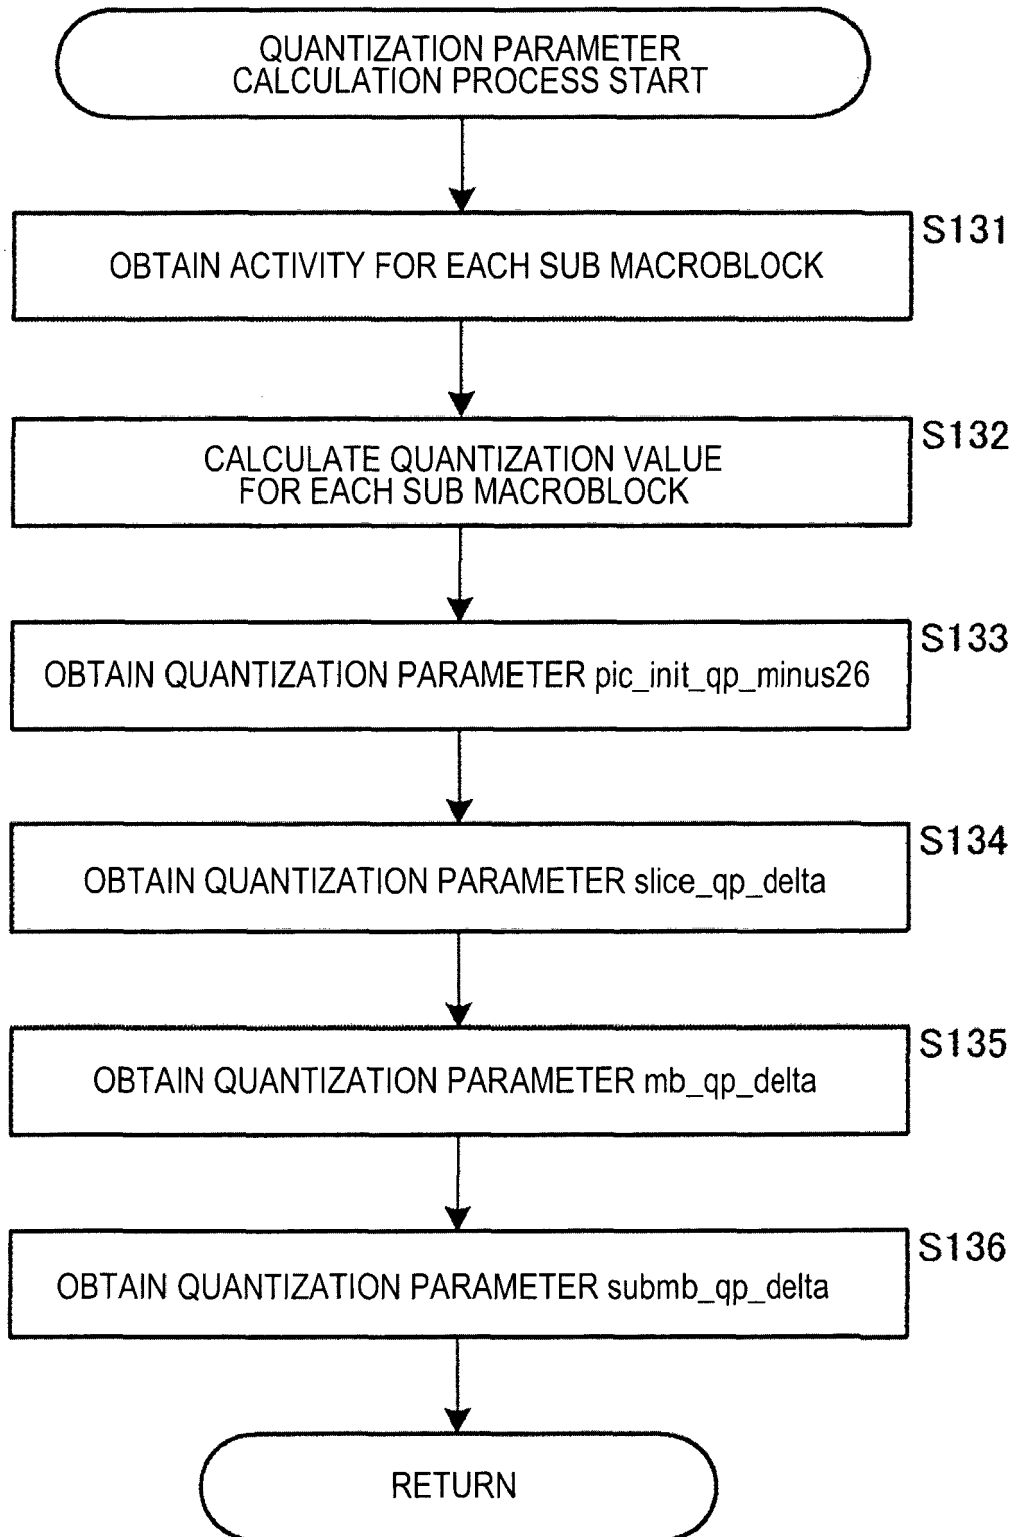 QUANTIZATION PARAMETER
CALCULATION PROCESS START
S131
OBTAIN ACTIVITY FOR EACH SUB MACROBLOCK
S132
CALCULATE QUANTIZATION VALUE
FOR EACH SUB MACROBLOCK
S133
OBTAIN QUANTIZATION PARAMETER pic_init_qp_minus26
S134
OBTAIN QUANTIZATION PARAMETER slice_qp_delta
S135
OBTAIN QUANTIZATION PARAMETER mb_qp_delta
S136
OBTAIN QUANTIZATION PARAMETER submb_qp_delta
RETURN